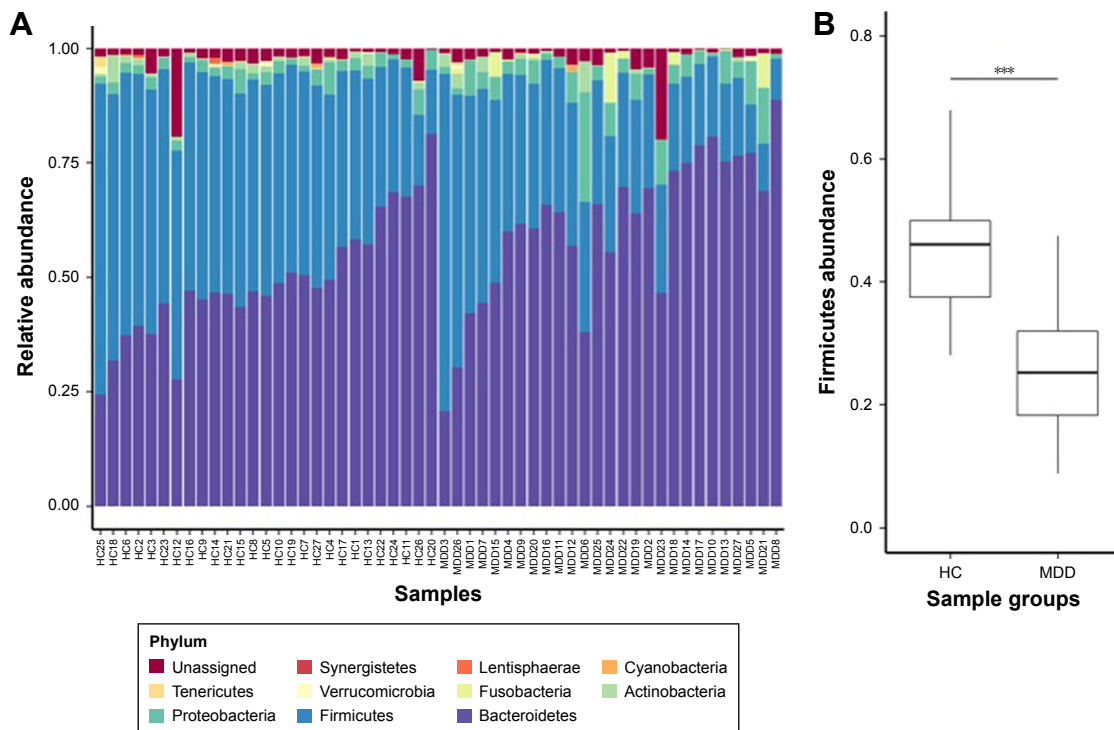 A
1.00
0.75
0.50
0.25
0.00
Relative abundance
HC25 HC18 HC6 HC2 HC3 HC23 HC12 HC16 HC9 HC14 HC21 HC15 HC8 HC5 HC10 HC19 HC7 HC27 HC4 HC17 HC1 HC13 HC22 HC24 HC11 HC26 HC20 MDD3 MDD26 MDD1 MDD7 MDD15 MDD4 MDD9 MDD20 MDD16 MDD11 MDD12 MDD6 MDD25 MDD24 MDD22 MDD19 MDD2 MDD23 MDD18 MDD14 MDD17 MDD10 MDD13 MDD27 MDD5 MDD21 MDD8
Samples
Phylum
Unassigned Synergistetes Lentisphaerae Cyanobacteria
Tenericutes Verrucomicrobia Fusobacteria Actinobacteria
Proteobacteria Firmicutes Bacteroidetes
B
0.8
0.6
0.4
0.2
0.0
Firmicutes abundance
***
HC MDD
Sample groups